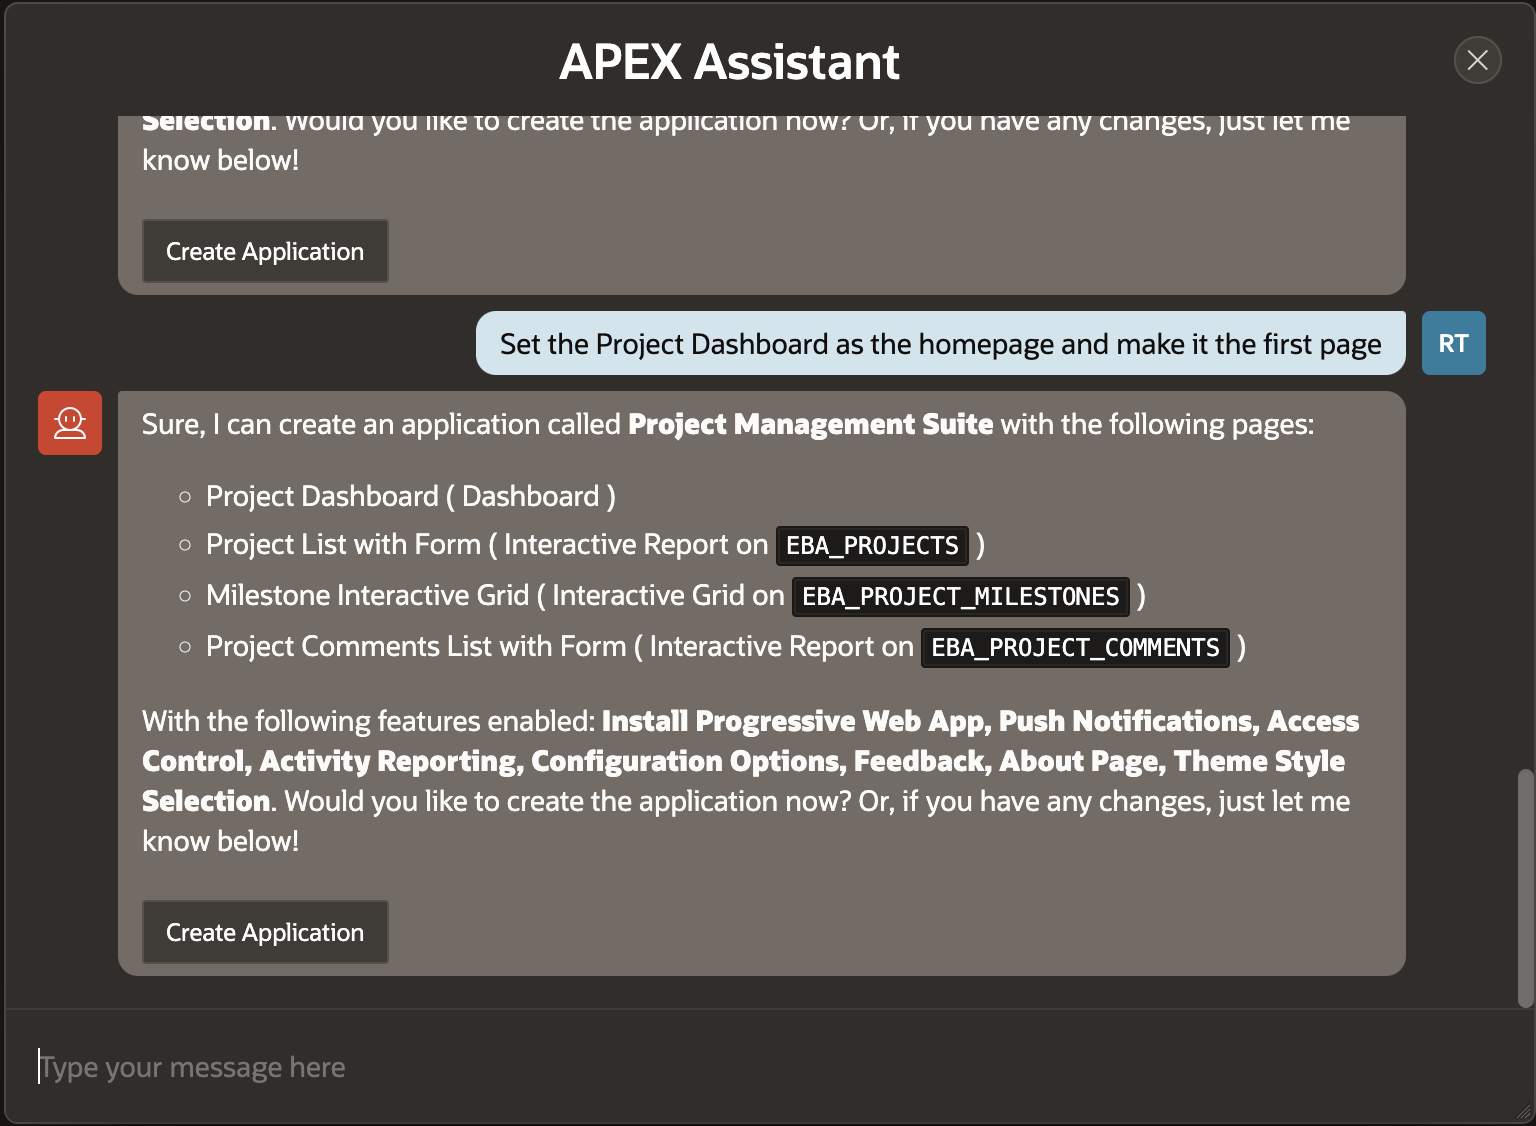 APEX Assistant
Selection. Would you like to create the application now? Or, if you have any changes, just let me
know below!
Create Application
Set the Project Dashboard as the homepage and make it the first page
RT
Sure, I can create an application called Project Management Suite with the following pages:
Project Dashboard ( Dashboard )
Project List with Form ( Interactive Report on EBA_PROJECTS )
Milestone Interactive Grid ( Interactive Grid on EBA_PROJECT_MILESTONES )
Project Comments List with Form ( Interactive Report on EBA_PROJECT_COMMENTS )
With the following features enabled: Install Progressive Web App, Push Notifications, Access
Control, Activity Reporting, Configuration Options, Feedback, About Page, Theme Style
Selection. Would you like to create the application now? Or, if you have any changes, just let me
know below!
Create Application
Type your message here